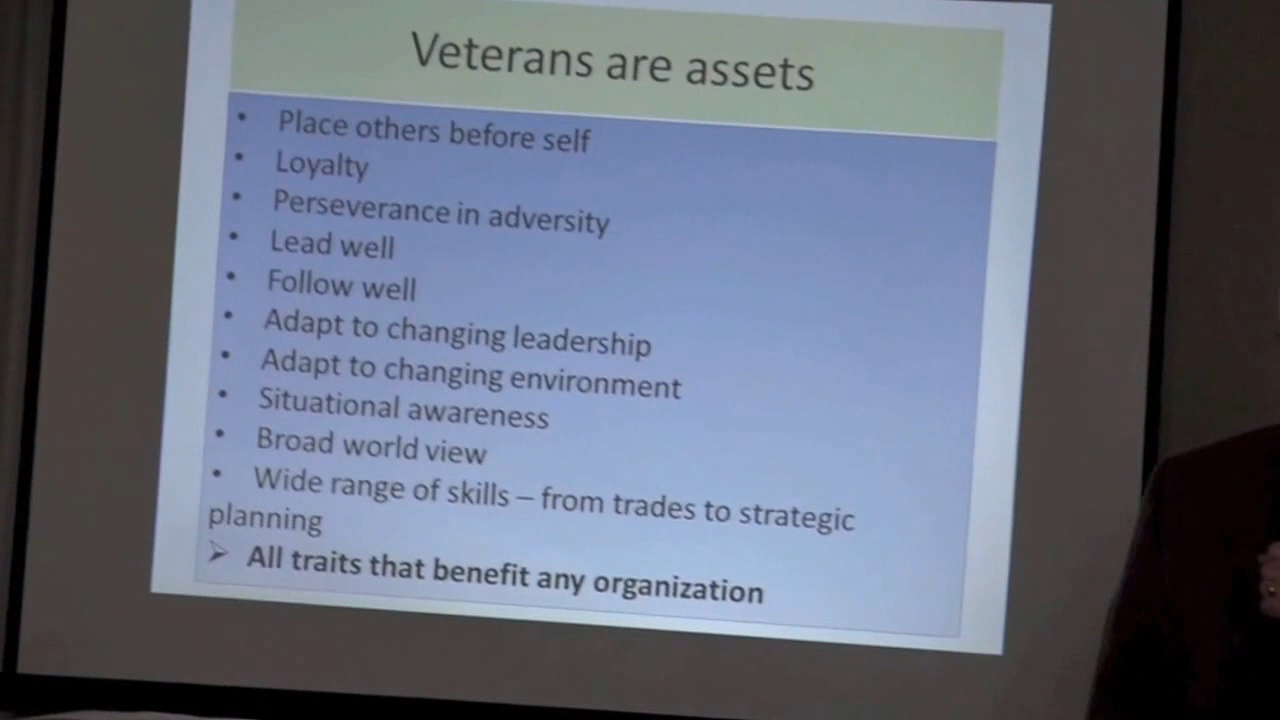 Veterans are assets
• Place others before self
• Loyalty
• Perseverance in adversity
• Lead well
• Follow well
• Adapt to changing leadership
• Adapt to changing environment
• Situational awareness
• Broad world view
• Wide range of skills – from trades to strategic
planning
➢ All traits that benefit any organization